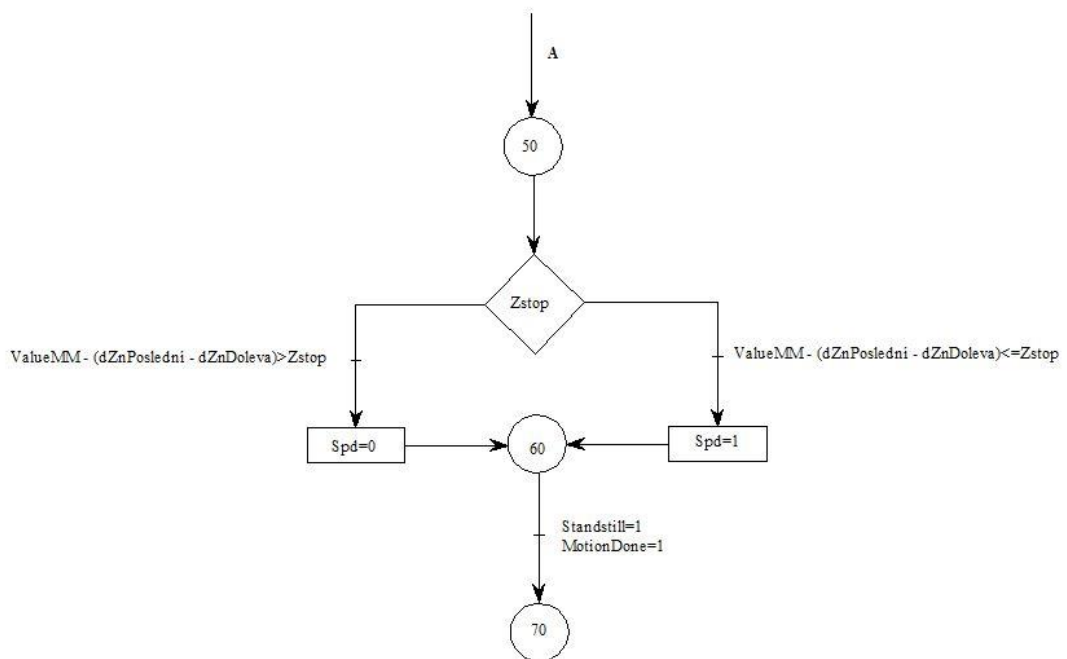 A
50
Zstop
ValueMM - (dZnPosledni - dZnDoleva)>Zstop
ValueMM - (dZnPosledni - dZnDoleva)<=Zstop
Spd=0
60
Spd=1
Standstill=1
MotionDone=1
70